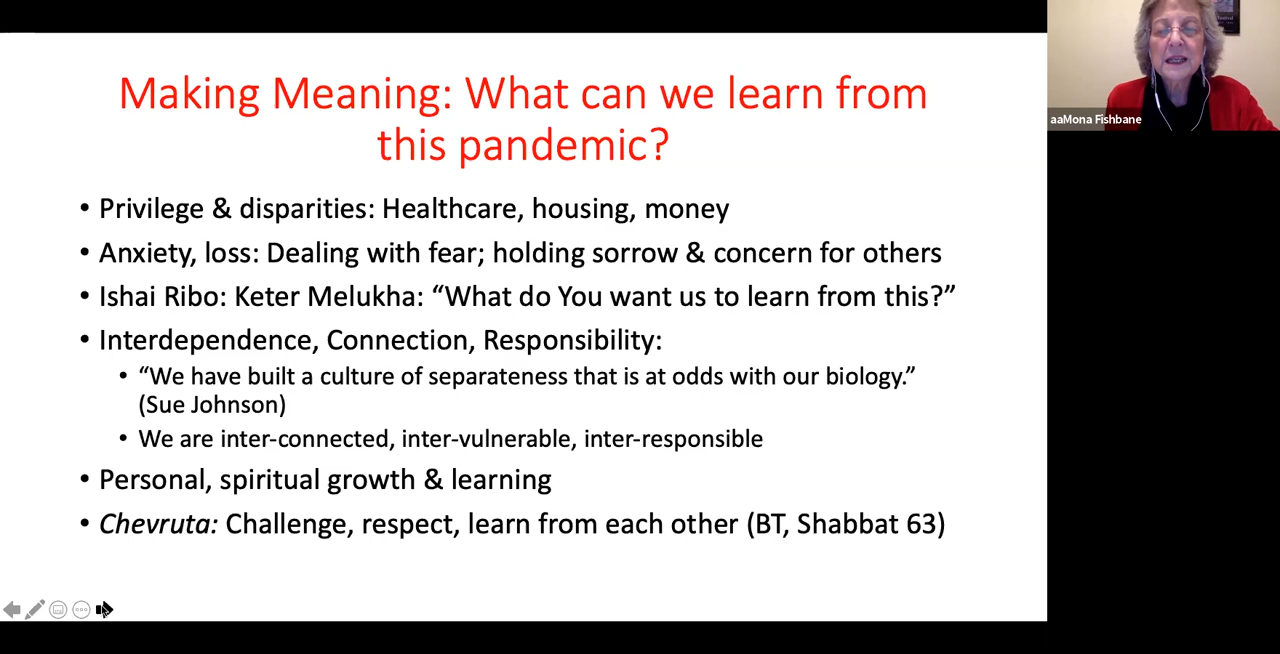 Making Meaning: What can we learn from
this pandemic?
• Privilege & disparities: Healthcare, housing, money
• Anxiety, loss: Dealing with fear; holding sorrow & concern for others
• Ishai Ribo: Keter Melukha: “What do You want us to learn from this?”
• Interdependence, Connection, Responsibility:
• “We have built a culture of separateness that is at odds with our biology.”
(Sue Johnson)
• We are inter-connected, inter-vulnerable, inter-responsible
• Personal, spiritual growth & learning
• Chevruta: Challenge, respect, learn from each other (BT, Shabbat 63)
aaMona Fishbane